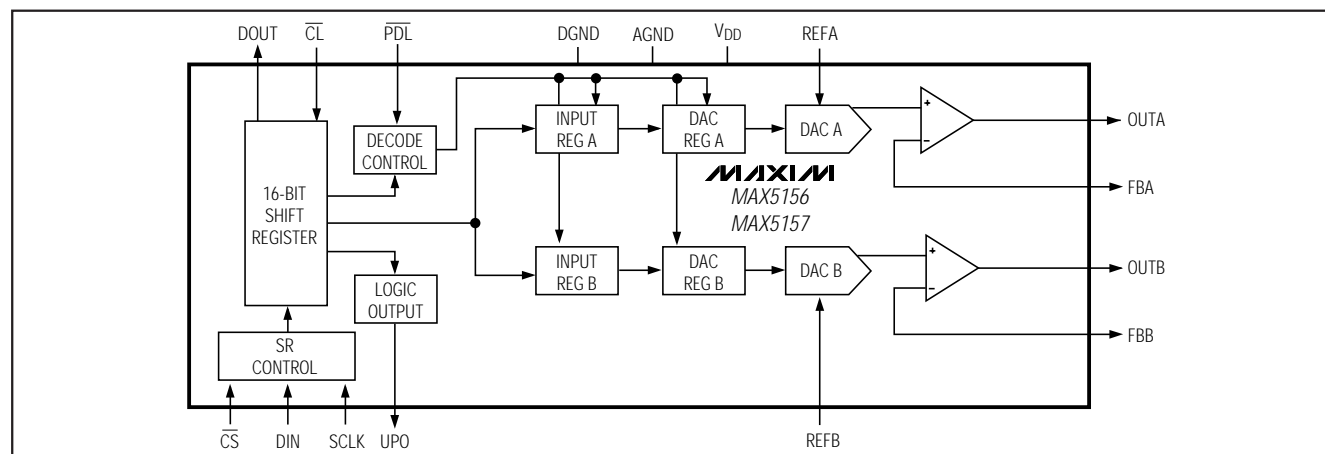 DOUT
CL
PDL
DGND
AGND
VDD
REFA
16-BIT
SHIFT
REGISTER
DECODE
CONTROL
INPUT
REG A
DAC
REG A
DAC A
+
-
OUTA
FBA
MAXIM
MAX5156
MAX5157
LOGIC
OUTPUT
INPUT
REG B
DAC
REG B
DAC B
+
-
OUTB
FBB
SR
CONTROL
CS
DIN
SCLK
UPO
REFB